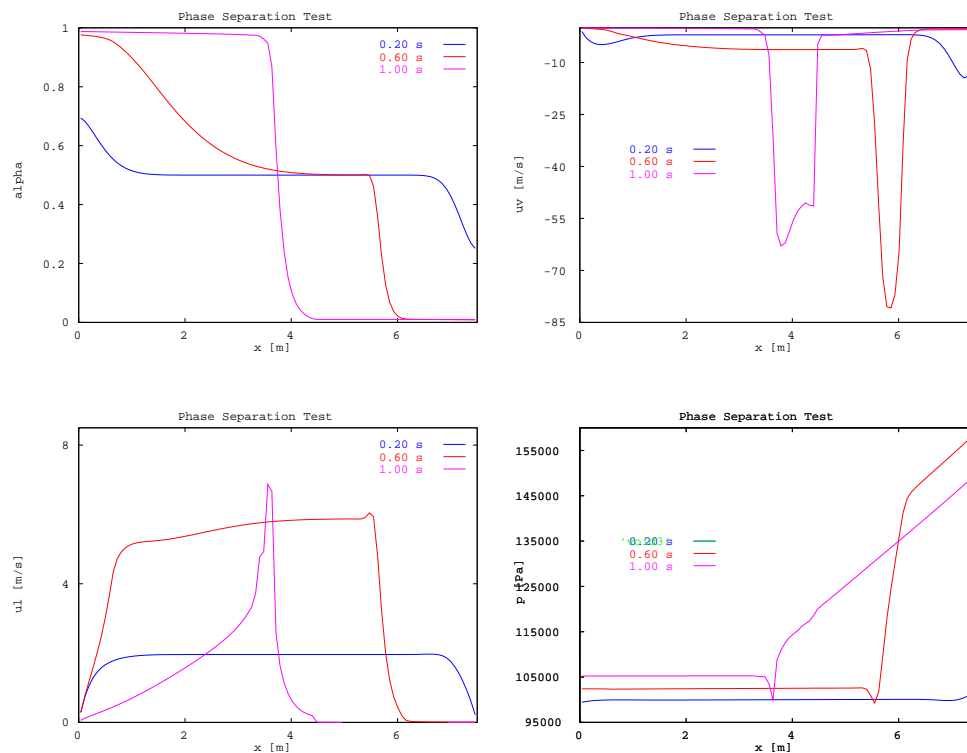 Phase Separation Test
1
0.8
0.6
0.4
0.2
0
alpha
0.20 s
0.60 s
1.00 s
0 2 4 6
x [m]
Phase Separation Test
-10
-25
-40
-55
-70
-85
uv [m/s]
0.20 s
0.60 s
1.00 s
0 2 4 6
x [m]
Phase Separation Test
8
4
0
ul [m/s]
0.20 s
0.60 s
1.00 s
0 2 4 6
x [m]
Phase Separation Test
155000
145000
135000
125000
115000
105000
95000
p [Pa]
0.20 s
0.60 s
1.00 s
0 2 4 6
x [m]